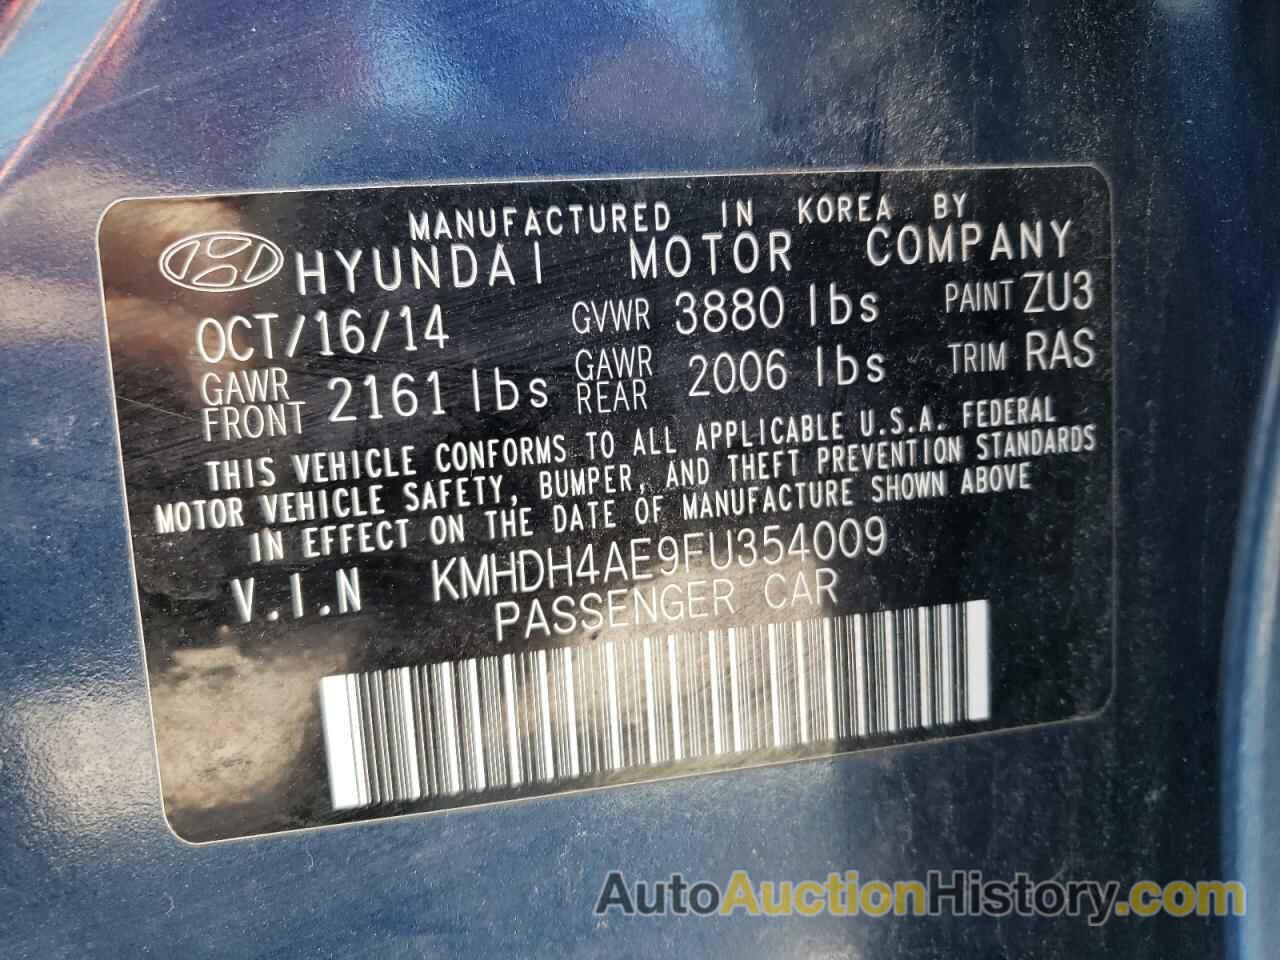 MANUFACTURED IN KOREA BY
HYUNDAI MOTOR COMPANY
OCT/16/14 GVWR 3880 lbs PAINT ZU3
GAWR FRONT 2161 lbs GAWR REAR 2006 lbs TRIM RAS
THIS VEHICLE CONFORMS TO ALL APPLICABLE U.S.A. FEDERAL
MOTOR VEHICLE SAFETY, BUMPER, AND THEFT PREVENTION STANDARDS
IN EFFECT ON THE DATE OF MANUFACTURE SHOWN ABOVE
V.I.N KMHDH4AE9FU354009
PASSENGER CAR
AutoAuctionHistory.com